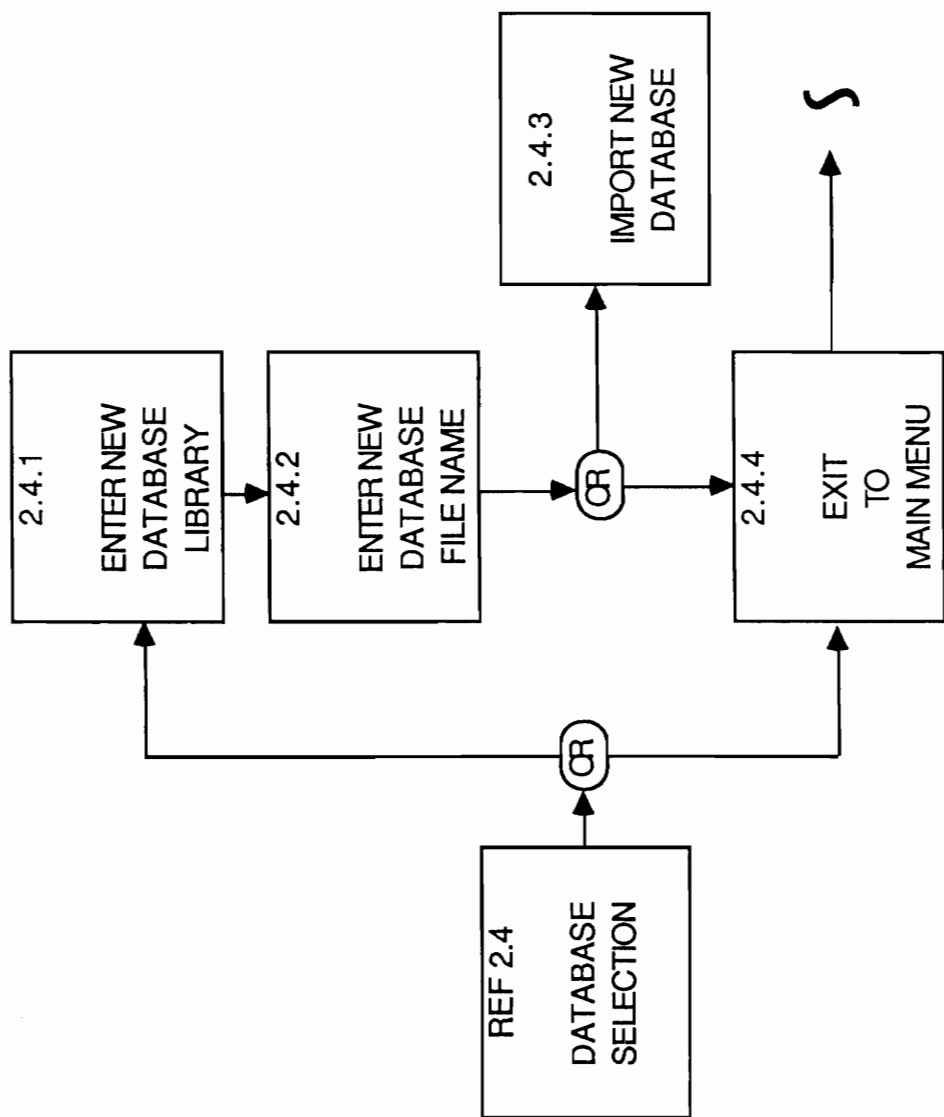 2.4.1
ENTER NEW
DATABASE
LIBRARY
2.4.2
ENTER NEW
DATABASE
FILE NAME
2.4.3
IMPORT NEW
DATABASE
OR
2.4.4
EXIT
TO
MAIN MENU
OR
REF 2.4
DATABASE
SELECTION